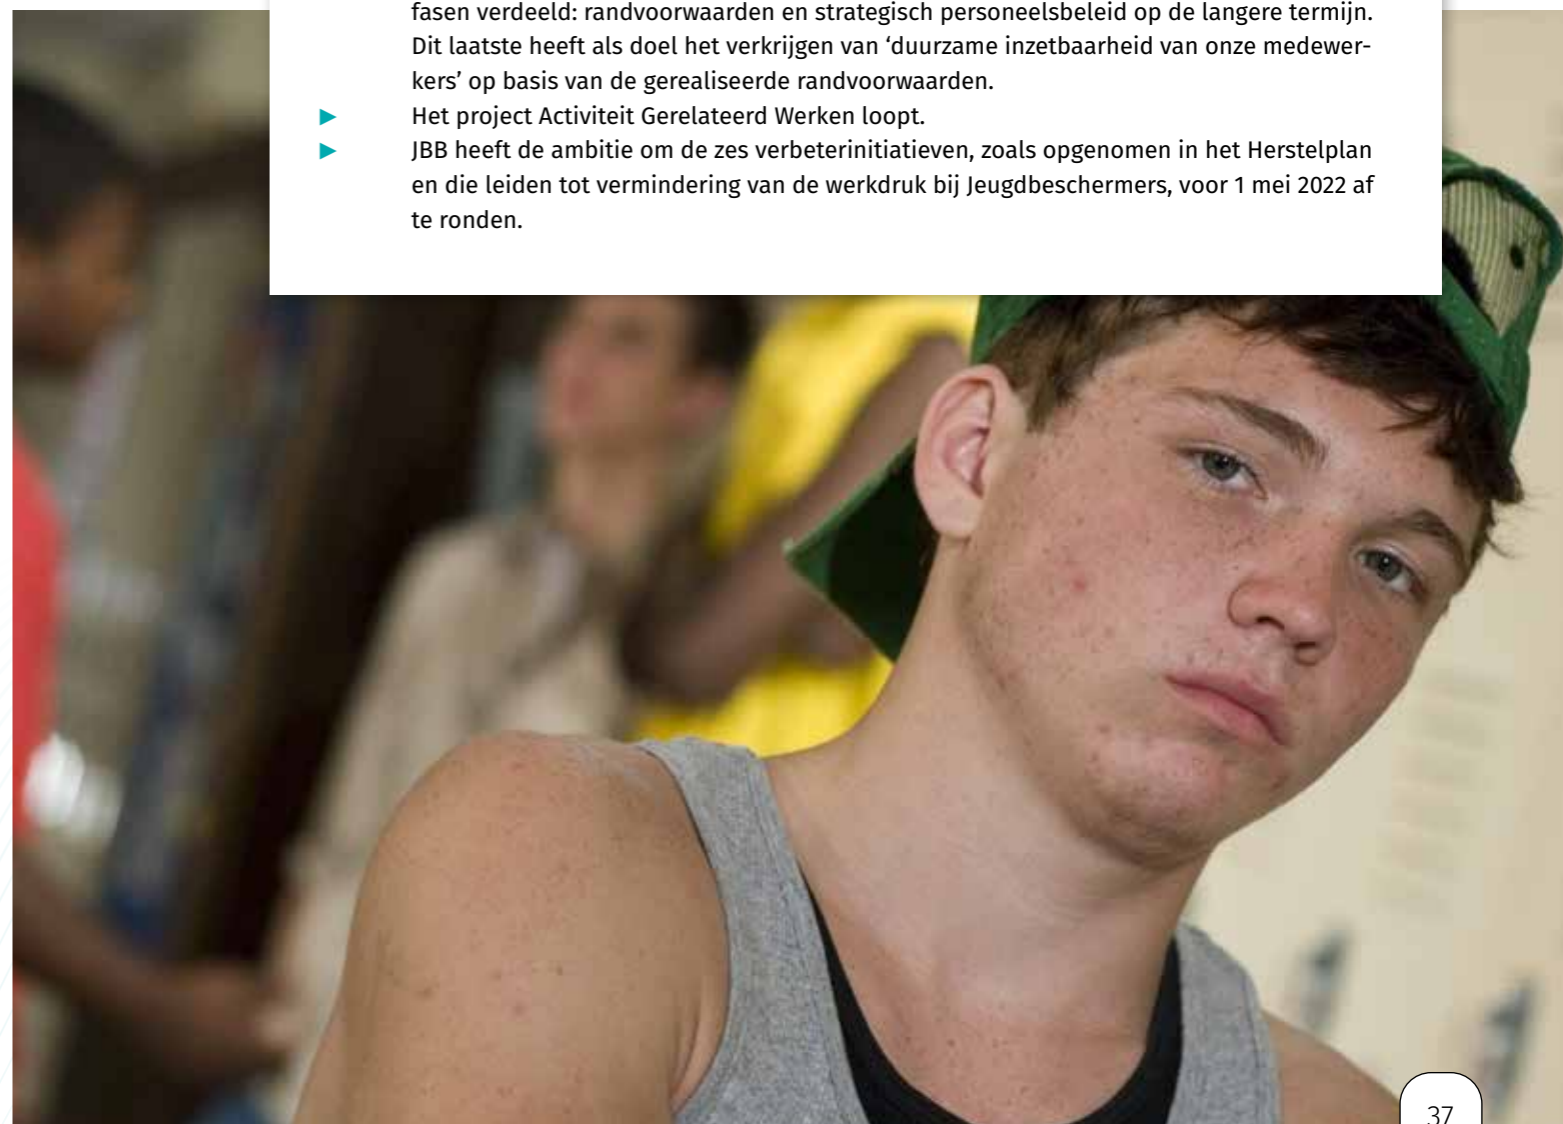 fasen verdeeld: randvoorwaarden en strategisch personeelsbeleid op de langere termijn.
Dit laatste heeft als doel het verkrijgen van ‘duurzame inzetbaarheid van onze medewer-
kers’ op basis van de gerealiseerde randvoorwaarden.
► Het project Activiteit Gerelateerd Werken loopt.
► JBB heeft de ambitie om de zes verbeterinitiatieven, zoals opgenomen in het Herstelplan
en die leiden tot vermindering van de werkdruk bij Jeugdbeschermers, voor 1 mei 2022 af
te ronden.
37